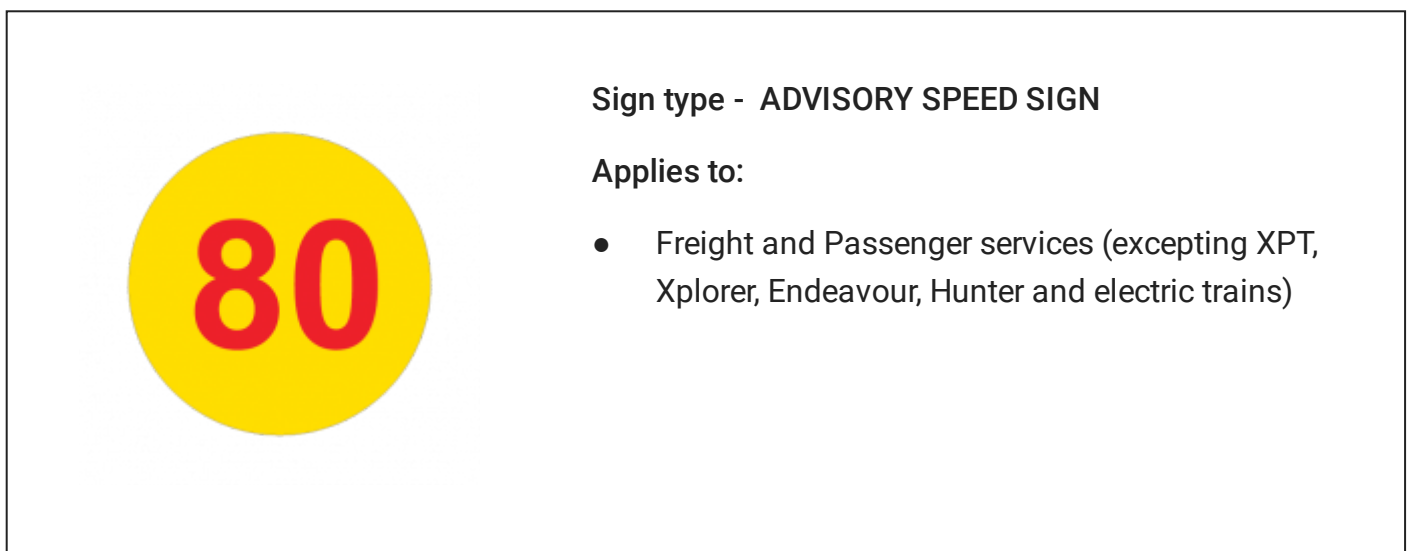 80
Sign type - ADVISORY SPEED SIGN
Applies to:
● Freight and Passenger services (excepting XPT,
Xplorer, Endeavour, Hunter and electric trains)